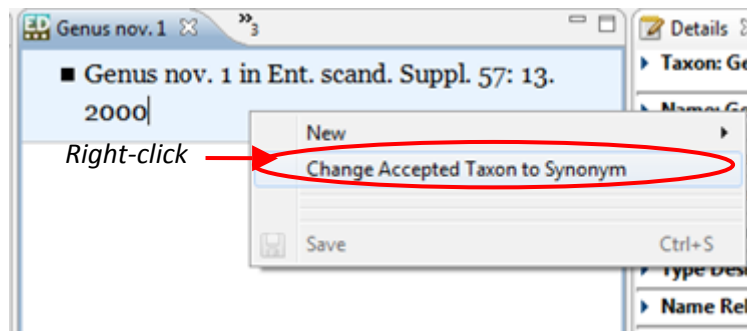 ED Genus nov. 1 »3
Details
Taxon: Ge
■ Genus nov. 1 in Ent. scand. Suppl. 57: 13.
2000
Name: Ge
New
Right-click
Change Accepted Taxon to Synonym
Save Ctrl+S
Type Des
Name Rel